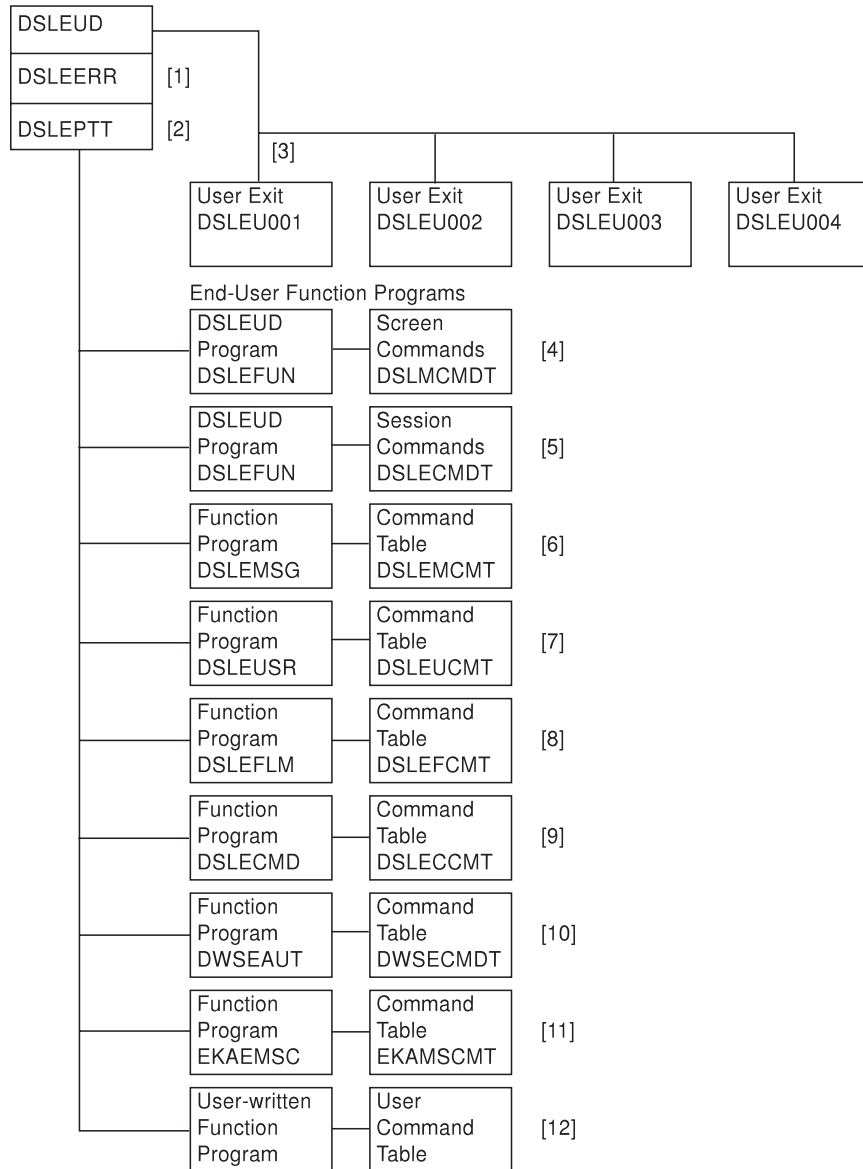 DSLEUD
DSLEERR [1]
DSLEPTT [2]
[3]
User Exit
DSLEU001
User Exit
DSLEU002
User Exit
DSLEU003
User Exit
DSLEU004
End-User Function Programs
DSLEUD
Program
DSLEFUN
Screen
Commands
DSLMCMDT
[4]
DSLEUD
Program
DSLEFUN
Session
Commands
DSLECMDT
[5]
Function
Program
DSLEMSG
Command
Table
DSLEMCMT
[6]
Function
Program
DSLEUSR
Command
Table
DSLEUCMT
[7]
Function
Program
DSLEFLM
Command
Table
DSLEFCMT
[8]
Function
Program
DSLECMD
Command
Table
DSLECCMT
[9]
Function
Program
DWSEAUT
Command
Table
DWSECMDT
[10]
Function
Program
EKAEMSC
Command
Table
EKAMSCMT
[11]
User-written
Function
Program
User
Command
Table
[12]